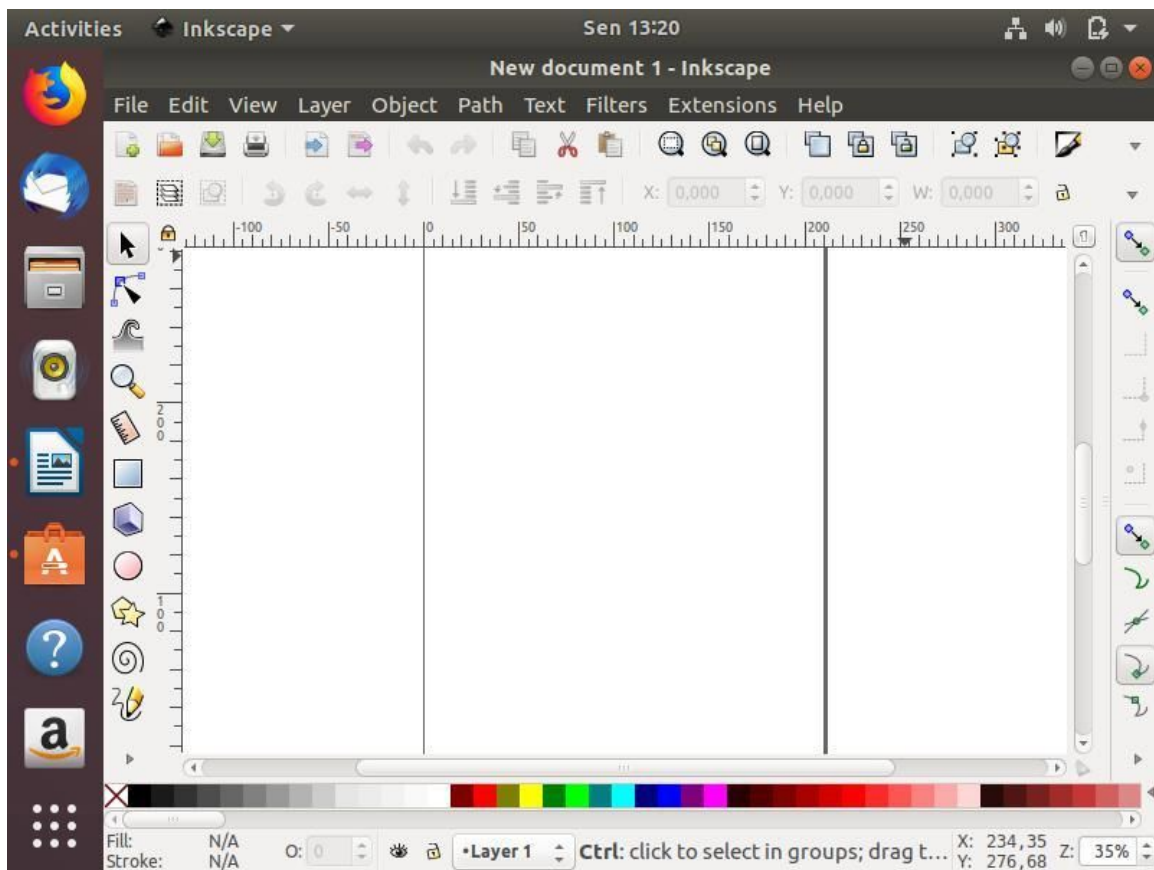 Activities Inkscape Sen 13:20
New document 1 - Inkscape
File Edit View Layer Object Path Text Filters Extensions Help
X: 0,000 Y: 0,000 W: 0,000
-100 -50 0 50 100 150 200 250 300
200
100
a
Fill: N/A
Stroke: N/A
O: 0
•Layer 1
Ctrl: click to select in groups; drag t...
X: 234,35
Y: 276,68
Z: 35%